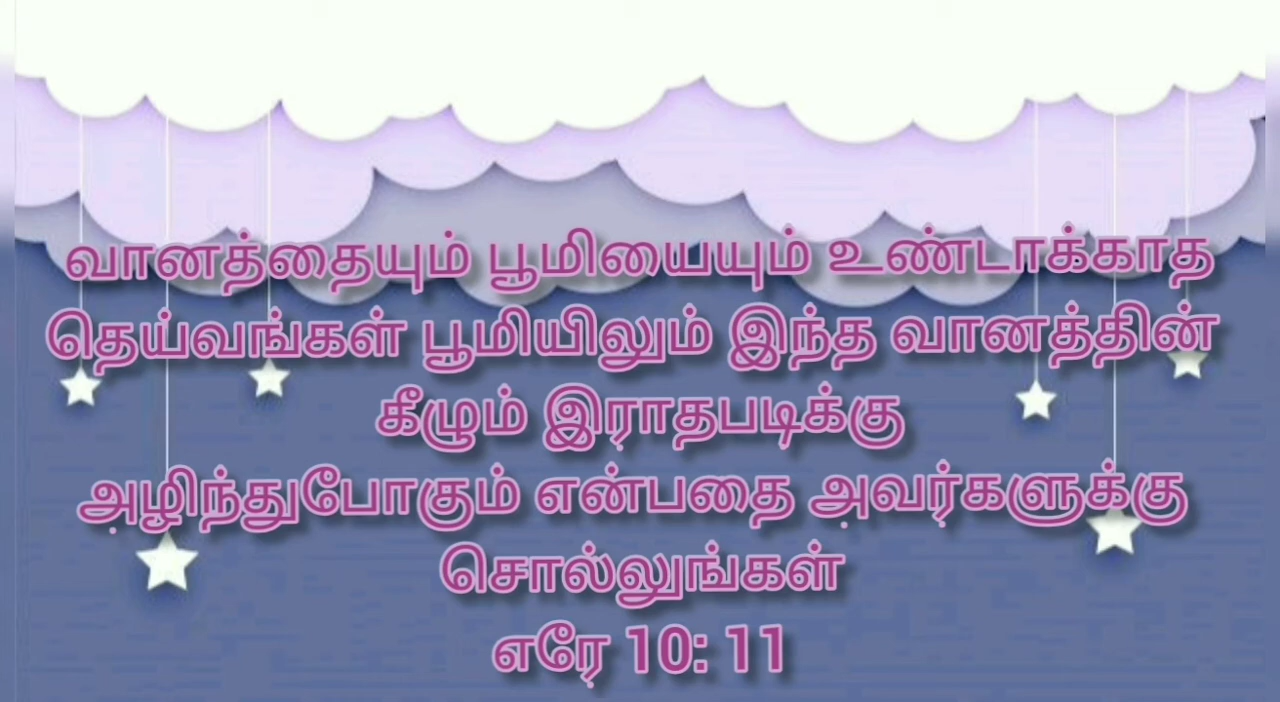 வானத்தையும் பூமியையும் உண்டாக்காத
தெய்வங்கள் பூமியிலும் இந்த வானத்தின்
கீழும் இராதபடிக்கு
அழிந்துபோகும் என்பதை அவர்களுக்கு
சொல்லுங்கள்
எரே 10: 11